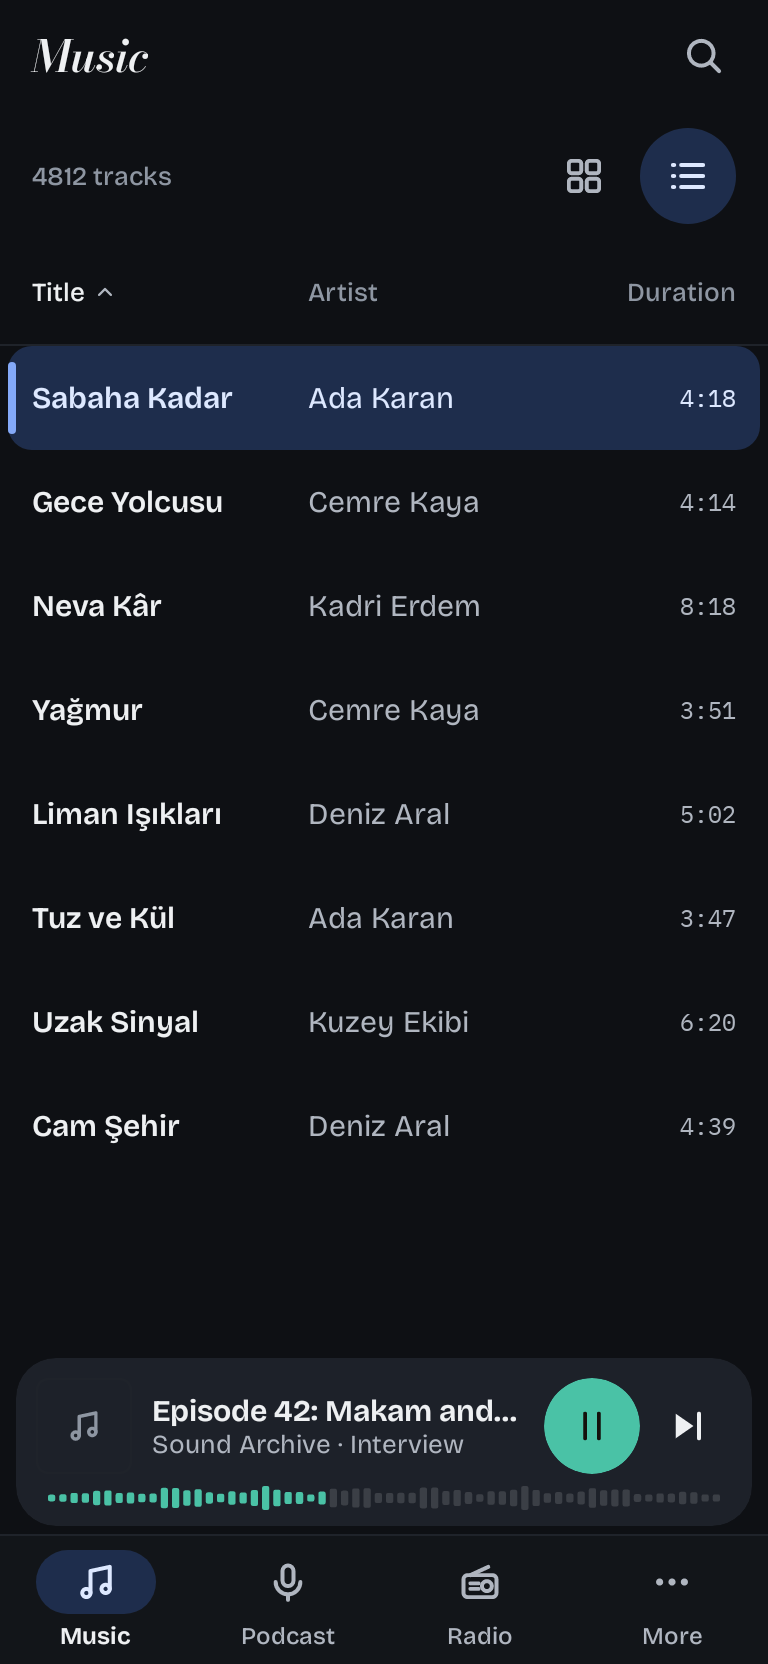 Music
4812 tracks
Title Artist Duration
Sabaha Kadar Ada Karan 4:18
Gece Yolcusu Cemre Kaya 4:14
Neva Kâr Kadri Erdem 8:18
Yağmur Cemre Kaya 3:51
Liman Işıkları Deniz Aral 5:02
Tuz ve Kül Ada Karan 3:47
Uzak Sinyal Kuzey Ekibi 6:20
Cam Şehir Deniz Aral 4:39
Episode 42: Makam and...
Sound Archive · Interview
Music Podcast Radio More